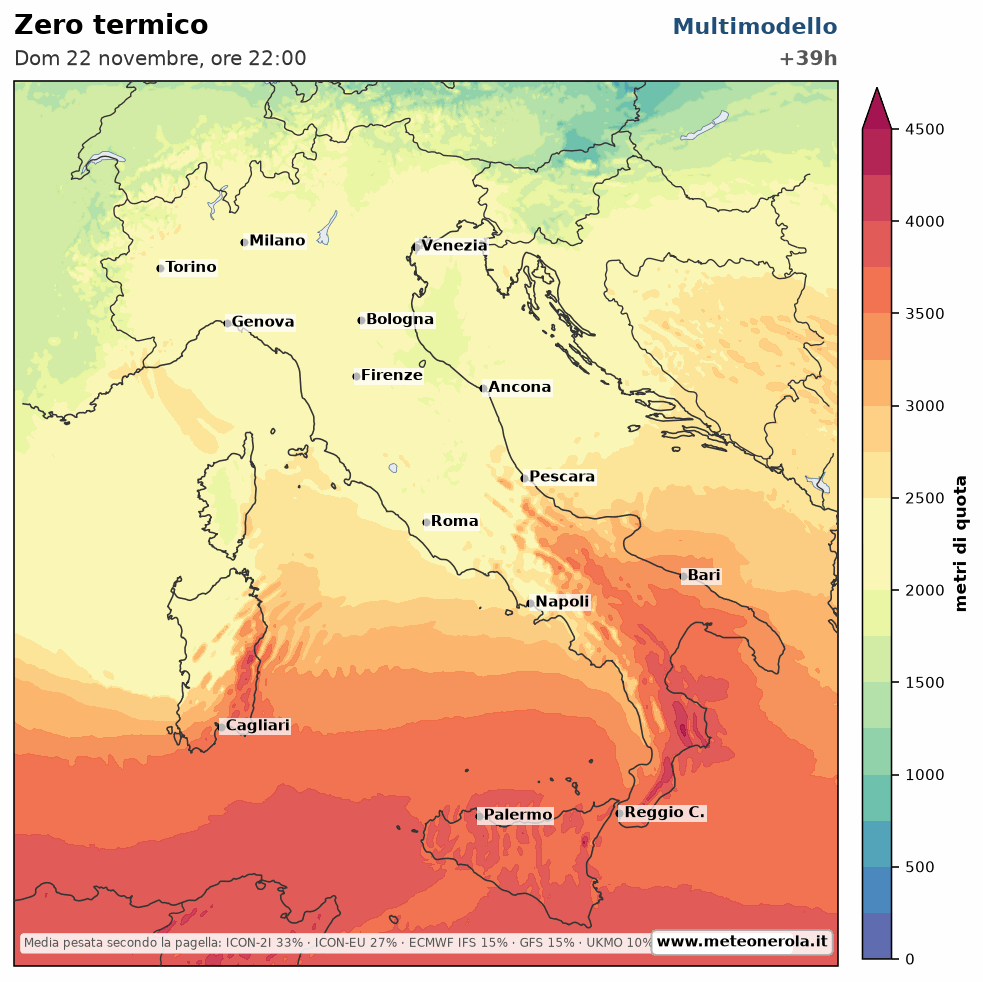 Zero termico
Multimodello
Dom 22 novembre, ore 22:00
+39h
Milano
Venezia
Torino
Genova
Bologna
Firenze
Ancona
Pescara
Roma
Bari
Napoli
Cagliari
Palermo
Reggio C.
4500
4000
3500
3000
2500
2000
1500
1000
500
0
metri di quota
Media pesata secondo la pagella: ICON-2I 33% · ICON-EU 27% · ECMWF IFS 15% · GFS 15% · UKMO 10%
www.meteonerola.it